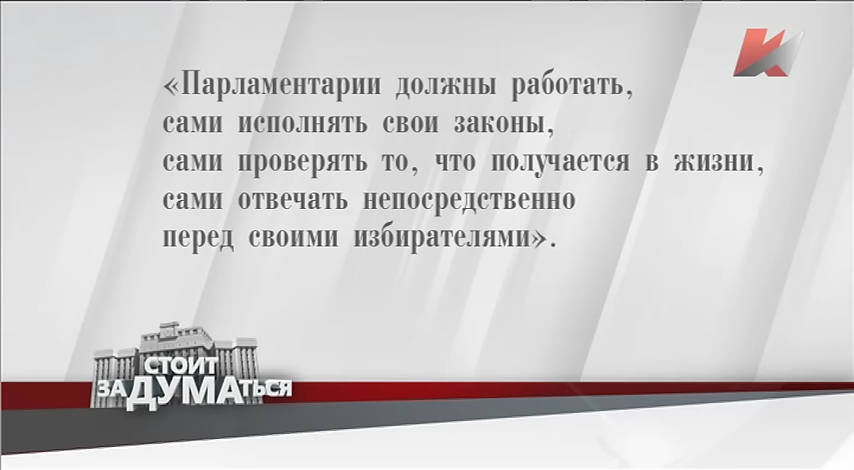 «Парламентарии должны работать,
сами исполнять свои законы,
сами проверять то, что получается в жизни,
сами отвечать непосредственно
перед своими избирателями».
К
СТОИТ
ЗАДУМАТЬСЯ